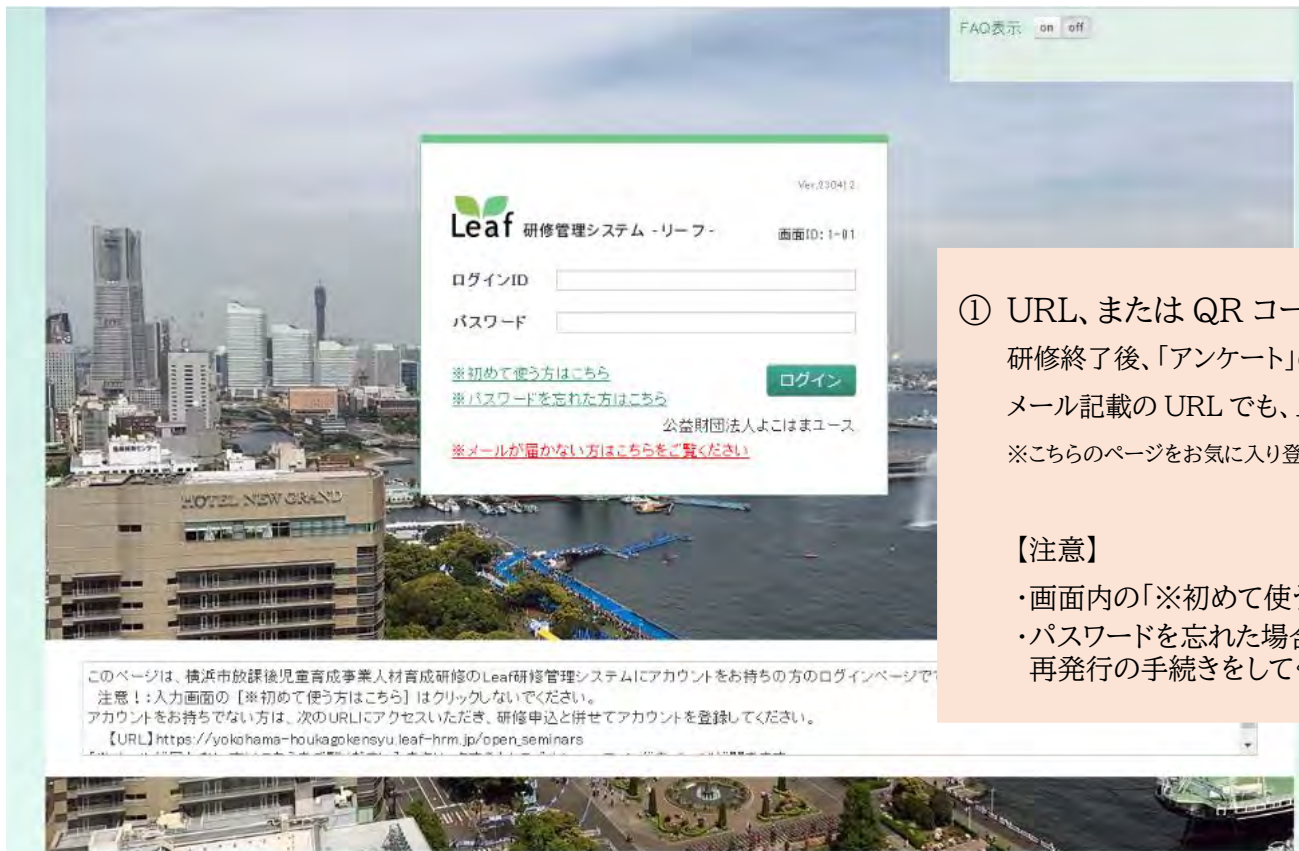 FAQ表示 on off
Ver.230412
Leaf 研修管理システム - リーフ -
画面ID: 1-01
ログインID
パスワード
※初めて使う方はこちら
ログイン
※パスワードを忘れた方はこちら
公益財団法人よこはまユース
※メールが届かない方はこちらをご覧ください
① URL、または QR コー
研修終了後、「アンケート」
メール記載の URL でも、
※こちらのページをお気に入り登
【注意】
・画面内の「※初めて使
・パスワードを忘れた場合
再発行の手続きをして
HOTEL NEW GRAND
このページは、横浜市放課後児童育成事業人材育成研修のLeaf研修管理システムにアカウントをお持ちの方のログインページで
注意！:入力画面の [※初めて使う方はこちら] はクリックしないでください。
アカウントをお持ちでない方は、次のURLにアクセスいただき、研修申込と併せてアカウントを登録してください。
【URL】https://yokohama-houkagokensyu.leaf-hrm.jp/open_seminars